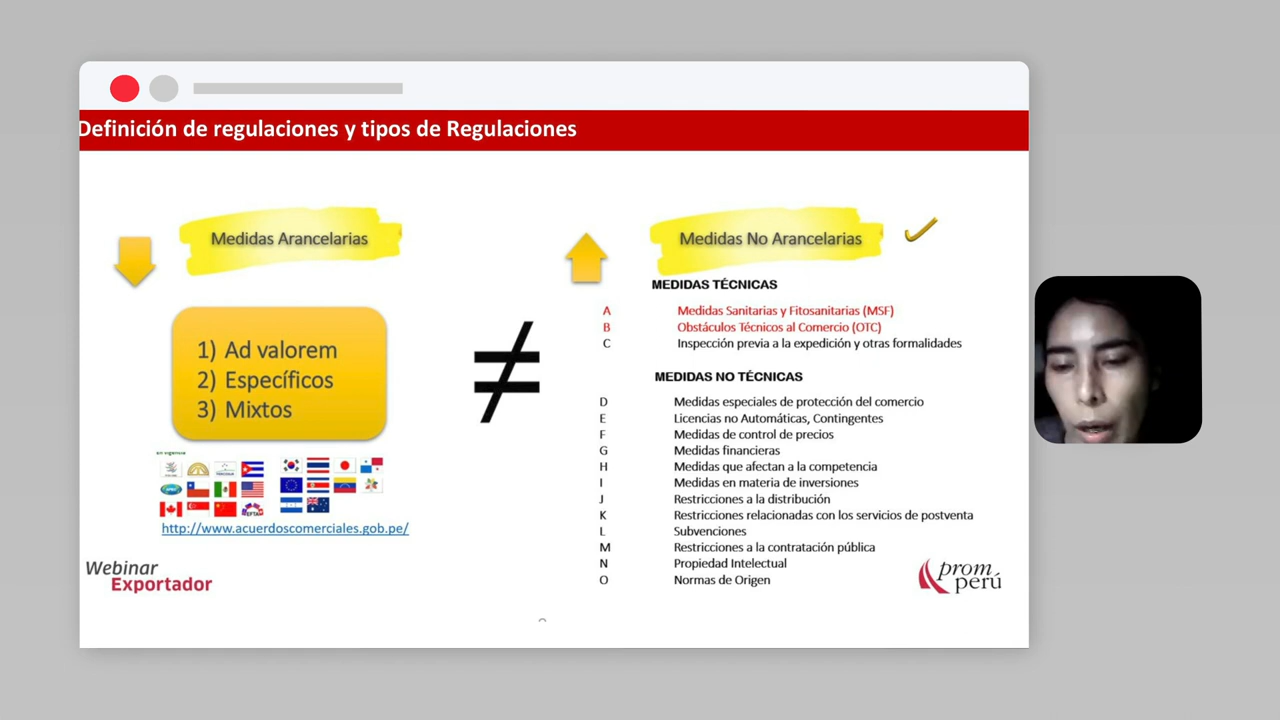 Definición de regulaciones y tipos de Regulaciones
Medidas Arancelarias
1) Ad valorem
2) Específicos
3) Mixtos
en vigencia
http://www.acuerdoscomerciales.gob.pe/
Webinar
Exportador
≠
Medidas No Arancelarias
MEDIDAS TÉCNICAS
A Medidas Sanitarias y Fitosanitarias (MSF)
B Obstáculos Técnicos al Comercio (OTC)
C Inspección previa a la expedición y otras formalidades
MEDIDAS NO TÉCNICAS
D Medidas especiales de protección del comercio
E Licencias no Automáticas, Contingentes
F Medidas de control de precios
G Medidas financieras
H Medidas que afectan a la competencia
I Medidas en materia de inversiones
J Restricciones a la distribución
K Restricciones relacionadas con los servicios de postventa
L Subvenciones
M Restricciones a la contratación pública
N Propiedad Intelectual
O Normas de Origen
prom
perú